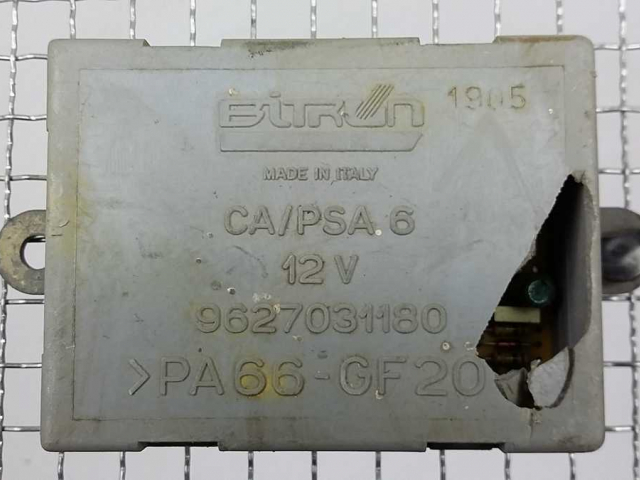 BITRON
1905
MADE IN ITALY
CA/PSA 6
12 V
9627031180
>PA66-GF20